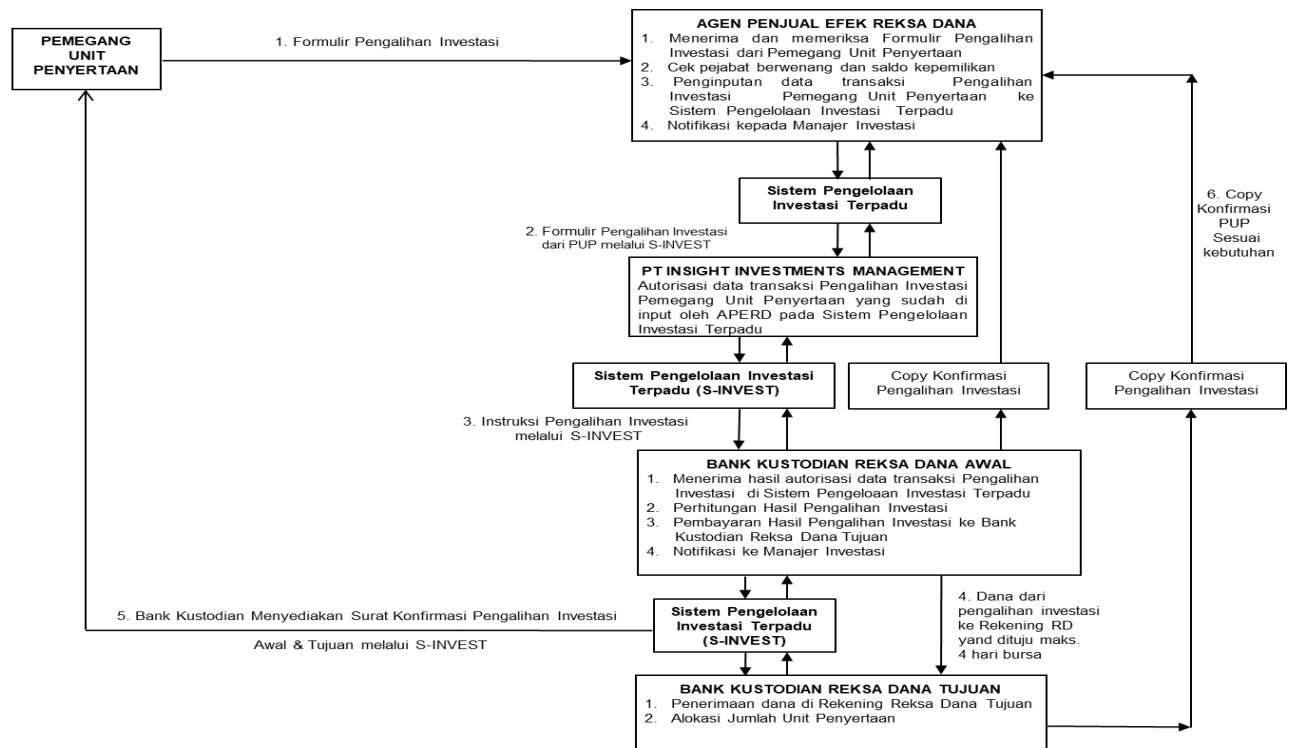 PEMEGANG
UNIT
PENYERTAAN
1. Formulir Pengalihan Investasi
AGEN PENJUAL EFEK REKSA DANA
1. Menerima dan memeriksa Formulir Pengalihan
Investasi dari Pemegang Unit Penyertaan
2. Cek pejabat berwenang dan saldo kepemilikan
3. Penginputan data transaksi Pengalihan
Investasi Pemegang Unit Penyertaan ke
Sistem Pengelolaan Investasi Terpadu
4. Notifikasi kepada Manajer Investasi
Sistem Pengelolaan
Investasi Terpadu
2. Formulir Pengalihan Investasi
dari PUP melalui S-INVEST
PT INSIGHT INVESTMENTS MANAGEMENT
Autorisasi data transaksi Pengalihan Investasi
Pemegang Unit Penyertaan yang sudah di
input oleh APERD pada Sistem Pengelolaan
Investasi Terpadu
6. Copy
Konfirmasi
PUP
Sesuai
kebutuhan
Sistem Pengelolaan Investasi
Terpadu (S-INVEST)
Copy Konfirmasi
Pengalihan Investasi
Copy Konfirmasi
Pengalihan Investasi
3. Instruksi Pengalihan Investasi
melalui S-INVEST
BANK KUSTODIAN REKSA DANA AWAL
1. Menerima hasil autorisasi data transaksi Pengalihan
Investasi di Sistem Pengeloaan Investasi Terpadu
2. Perhitungan Hasil Pengalihan Investasi
3. Pembayaran Hasil Pengalihan Investasi ke Bank
Kustodian Reksa Dana Tujuan
4. Notifikasi ke Manajer Investasi
5. Bank Kustodian Menyediakan Surat Konfirmasi Pengalihan Investasi
Awal & Tujuan melalui S-INVEST
Sistem Pengelolaan
Investasi Terpadu
(S-INVEST)
4. Dana dari
pengalihan investasi
ke Rekening RD
yand dituju maks.
4 hari bursa
BANK KUSTODIAN REKSA DANA TUJUAN
1. Penerimaan dana di Rekening Reksa Dana Tujuan
2. Alokasi Jumlah Unit Penyertaan